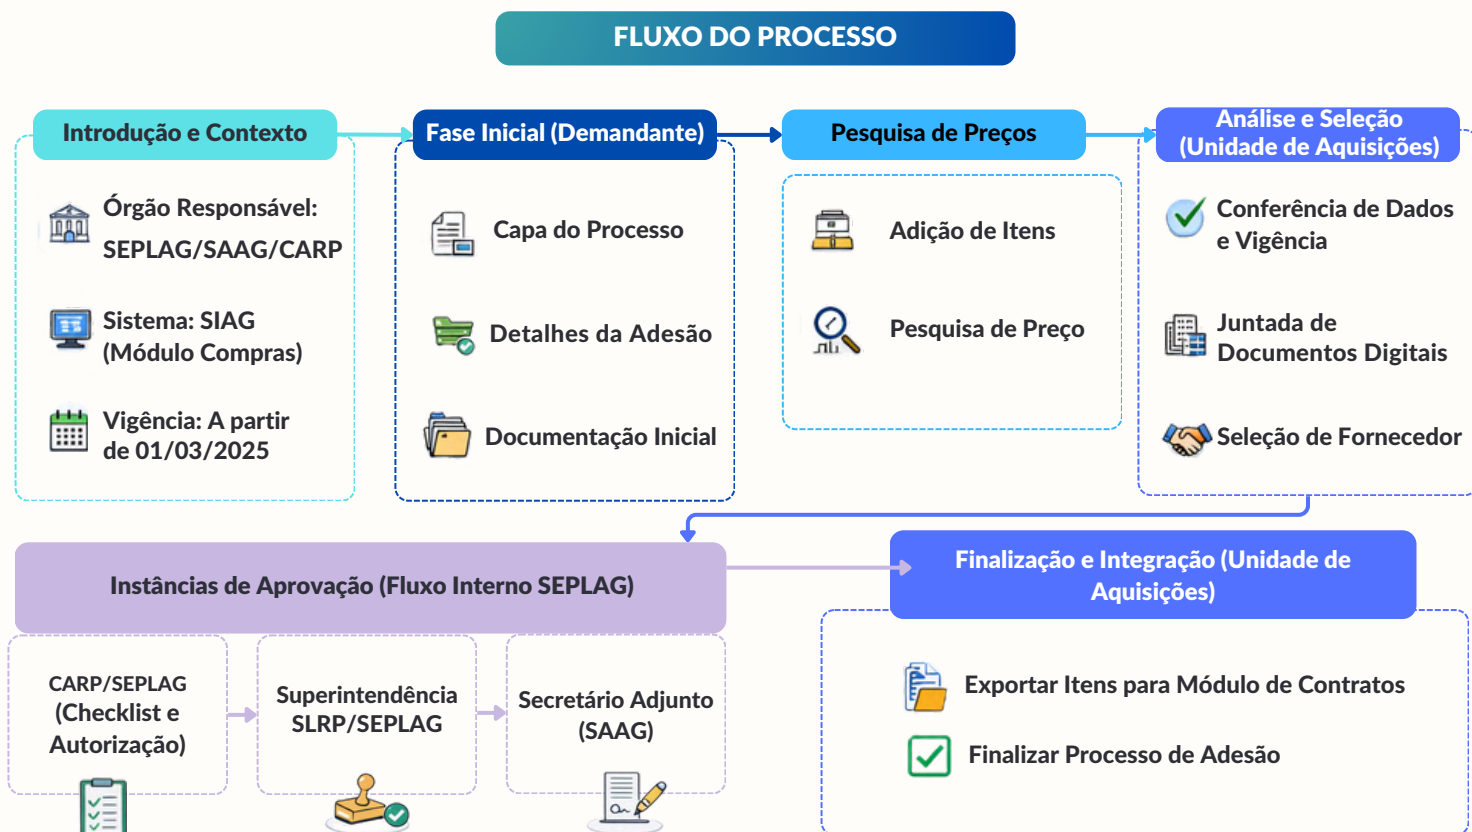 FLUXO DO PROCESSO
Introdução e Contexto
Órgão Responsável:
SEPLAG/SAAG/CARP
Sistema: SIAG
(Módulo Compras)
Vigência: A partir
de 01/03/2025
Fase Inicial (Demandante)
Capa do Processo
Detalhes da Adesão
Documentação Inicial
Pesquisa de Preços
Adição de Itens
Pesquisa de Preço
Análise e Seleção
(Unidade de Aquisições)
Conferência de Dados
e Vigência
Juntada de
Documentos Digitais
Seleção de Fornecedor
Instâncias de Aprovação (Fluxo Interno SEPLAG)
CARP/SEPLAG
(Checklist e
Autorização)
Superintendência
SLRP/SEPLAG
Secretário Adjunto
(SAAG)
Finalização e Integração (Unidade de
Aquisições)
Exportar Itens para Módulo de Contratos
Finalizar Processo de Adesão